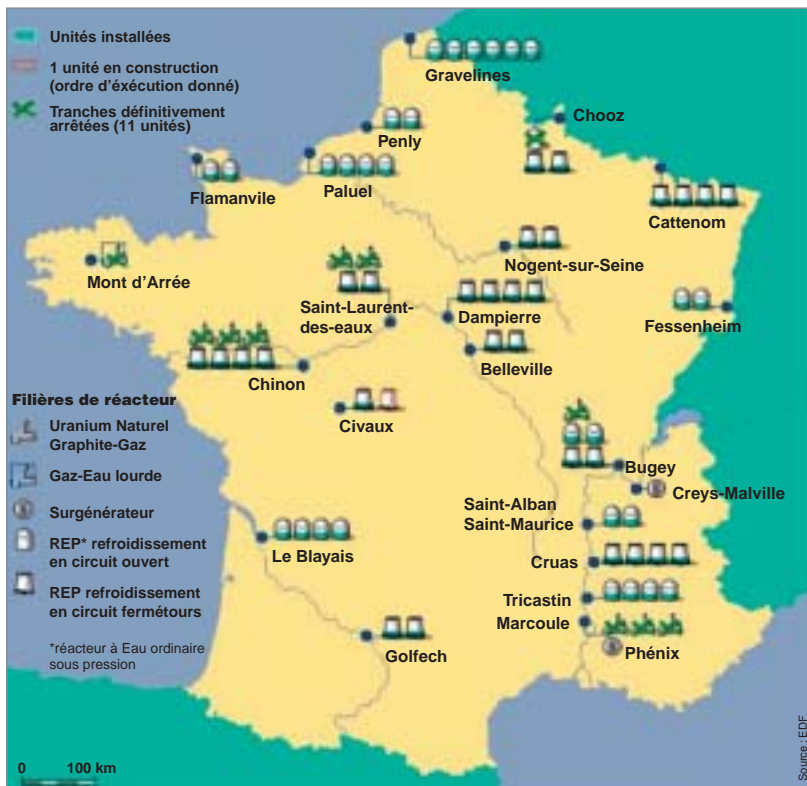 Unités installées
1 unité en construction
(ordre d'éxécution donné)
Tranches définitivement
arrêtées (11 unités)
Gravelines
Chooz
Penly
Flamanvile
Paluel
Cattenom
Mont d'Arrée
Nogent-sur-Seine
Saint-Laurent-
des-eaux
Dampierre
Fessenheim
Belleville
Chinon
Civaux
Filières de réacteur
Uranium Naturel
Graphite-Gaz
Gaz-Eau lourde
Surgénérateur
REP* refroidissement
en circuit ouvert
REP refroidissement
en circuit fermétours
*réacteur à Eau ordinaire
sous pression
Bugey
Creys-Malville
Saint-Alban
Saint-Maurice
Le Blayais
Cruas
Tricastin
Marcoule
Phénix
Golfech
0 100 km
Source : EDF